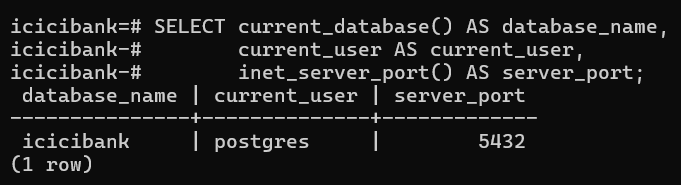 icicibank=# SELECT current_database() AS database_name,
icicibank-#        current_user AS current_user,
icicibank-#        inet_server_port() AS server_port;
 database_name | current_user | server_port
---------------+--------------+-------------
 icicibank     | postgres     |        5432
(1 row)